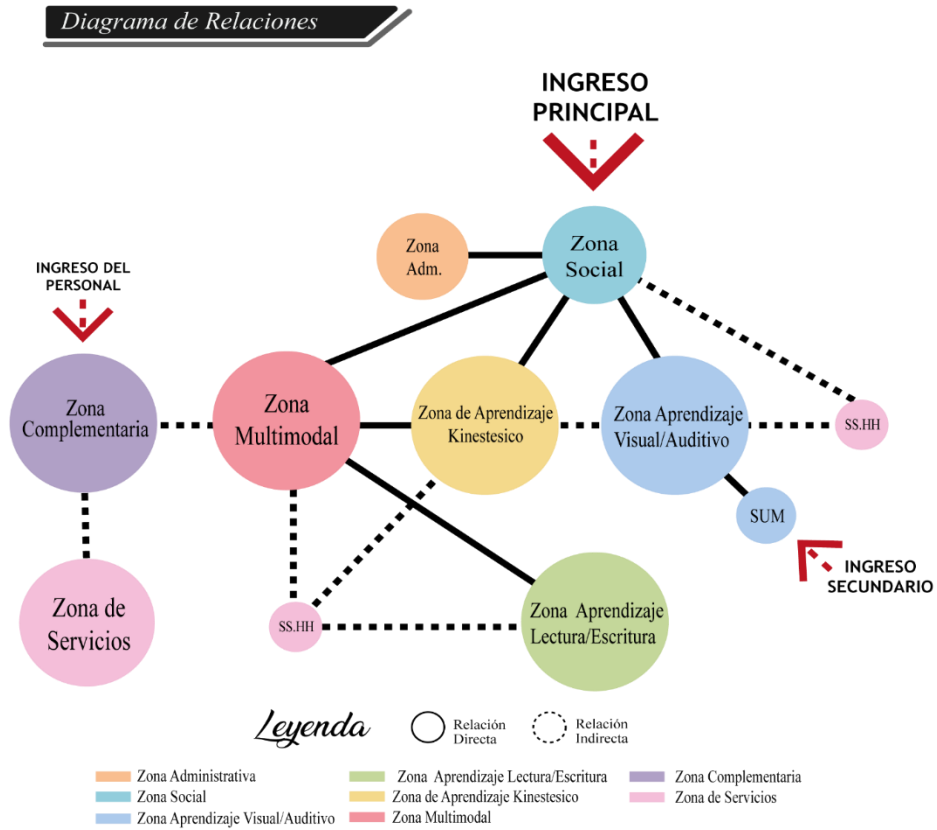 Diagrama de Relaciones
INGRESO
PRINCIPAL
Zona
Adm.
Zona
Social
INGRESO DEL
PERSONAL
Zona
Complementaria
Zona
Multimodal
Zona de Aprendizaje
Kinestesico
Zona Aprendizaje
Visual/Auditivo
SS.HH
SUM
INGRESO
SECUNDARIO
Zona de
Servicios
SS.HH
Zona Aprendizaje
Lectura/Escritura
Leyenda
Relación
Directa
Relación
Indirecta
Zona Administrativa
Zona Social
Zona Aprendizaje Visual/Auditivo
Zona Aprendizaje Lectura/Escritura
Zona de Aprendizaje Kinestesico
Zona Multimodal
Zona Complementaria
Zona de Servicios